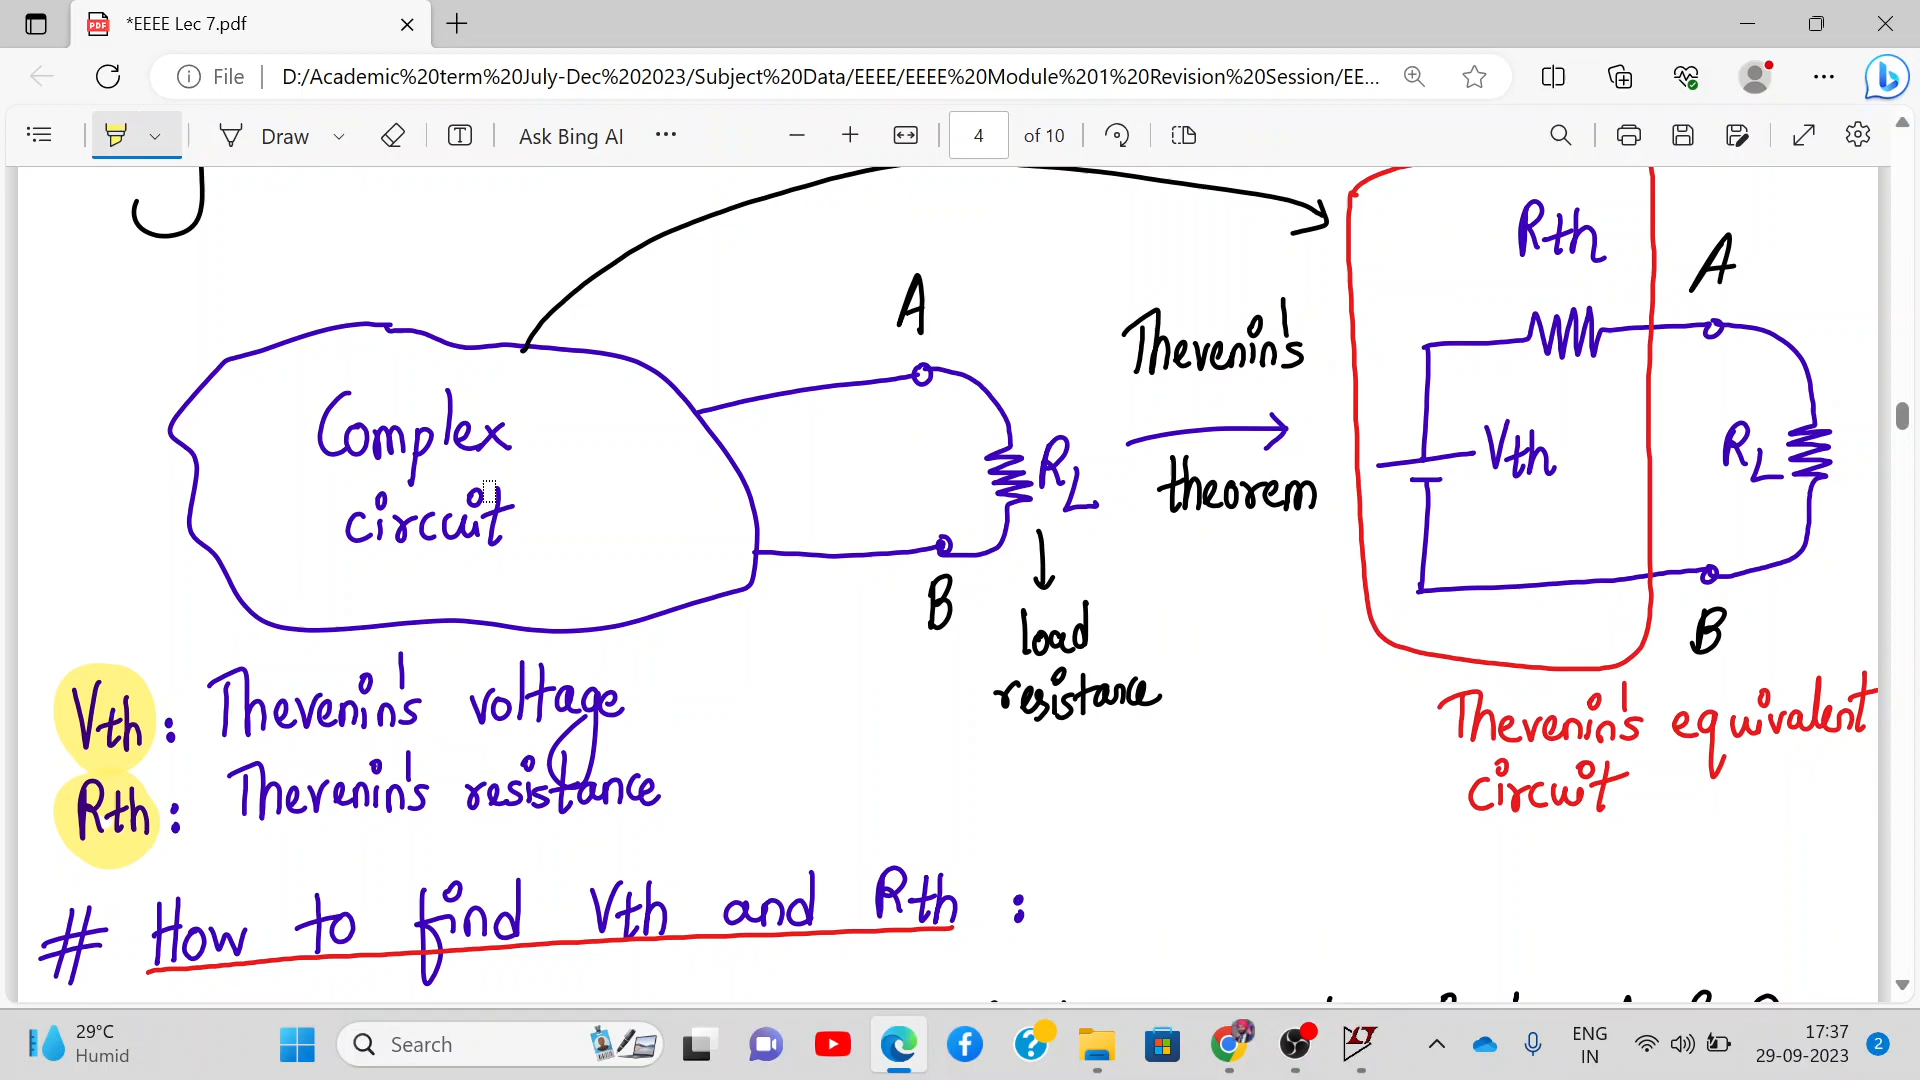 *EEEE Lec 7.pdf
File
D:/Academic%20term%20July-Dec%202023/Subject%20Data/EEEE/EEEE%20Module%201%20Revision%20Session/EE...
Draw
Ask Bing AI
4 of 10
Rth
A
A
Thevenin's
Complex
circuit
RL
theorem
Vth
RL
B
B
load
resistance
Vth : Thevenin's voltage
Rth : Thevenin's resistance
Thevenin's equivalent
circuit
# How to find Vth and Rth :
29°C
Humid
Search
ENG
IN
17:37
29-09-2023
2